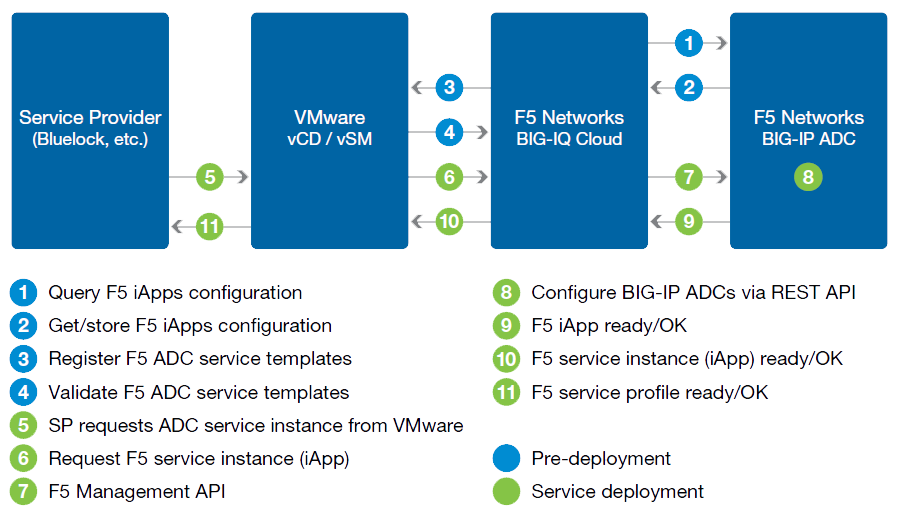 Service Provider
(Bluelock, etc.)
VMware
vCD / vSM
F5 Networks
BIG-IQ Cloud
F5 Networks
BIG-IP ADC
1
2
3
4
5
6
7
8
9
10
11
1 Query F5 iApps configuration
2 Get/store F5 iApps configuration
3 Register F5 ADC service templates
4 Validate F5 ADC service templates
5 SP requests ADC service instance from VMware
6 Request F5 service instance (iApp)
7 F5 Management API
8 Configure BIG-IP ADCs via REST API
9 F5 iApp ready/OK
10 F5 service instance (iApp) ready/OK
11 F5 service profile ready/OK
Pre-deployment
Service deployment